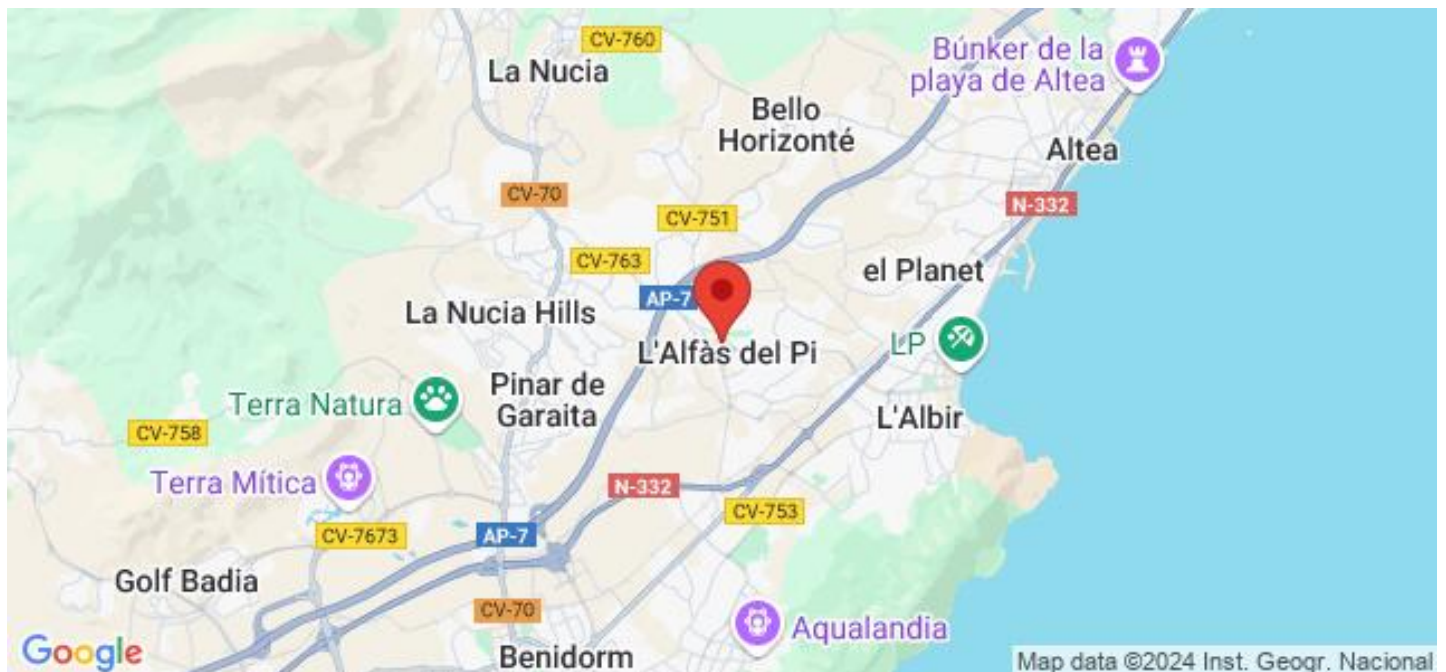 CV-760
La Nucia
Búnker de la
playa de Altea
Bello
Horizonté
Altea
CV-70
N-332
CV-751
CV-763
el Planet
AP-7
La Nucia Hills
LP
L'Alfàs del Pi
Pinar de
Garaita
Terra Natura
L'Albir
CV-758
Terra Mítica
N-332
CV-753
CV-7673
AP-7
Golf Badia
CV-70
Aqualandia
Google
Benidorm
Map data ©2024 Inst. Geogr. Nacional